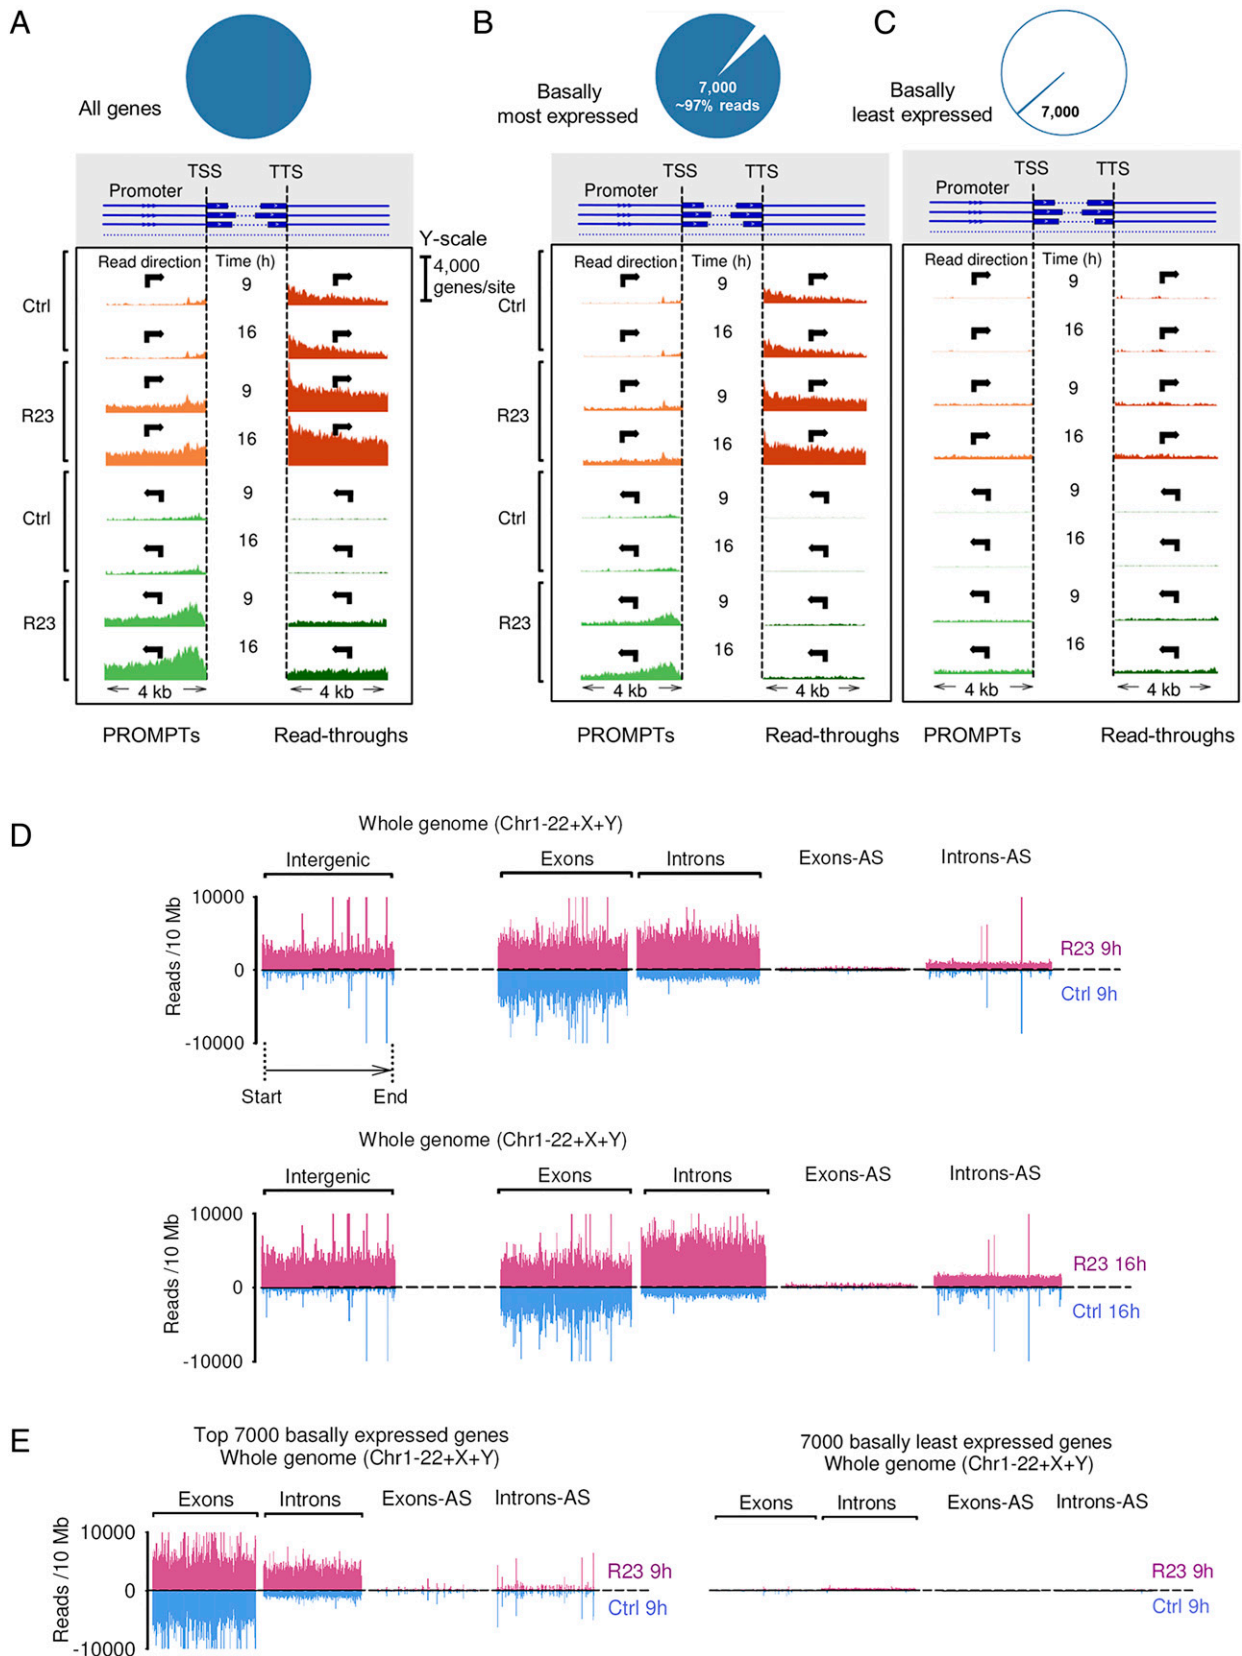 A
All genes
TSS
TTS
Promoter
Y-scale
4,000
genes/site
Read direction
Time (h)
Ctrl
9
16
R23
9
16
Ctrl
9
16
R23
9
16
4 kb
4 kb
PROMPTs
Read-throughs
B
Basally
most expressed
7,000
~97% reads
TSS
TTS
Promoter
Read direction
Time (h)
Ctrl
9
16
R23
9
16
Ctrl
9
16
R23
9
16
4 kb
4 kb
PROMPTs
Read-throughs
C
Basally
least expressed
7,000
TSS
TTS
Promoter
Read direction
Time (h)
9
16
9
16
9
16
9
16
4 kb
4 kb
PROMPTs
Read-throughs
D
Whole genome (Chr1-22+X+Y)
Intergenic
Exons
Introns
Exons-AS
Introns-AS
Reads /10 Mb
10000
0
-10000
R23 9h
Ctrl 9h
Start
End
Whole genome (Chr1-22+X+Y)
Intergenic
Exons
Introns
Exons-AS
Introns-AS
Reads /10 Mb
10000
0
-10000
R23 16h
Ctrl 16h
E
Top 7000 basally expressed genes
Whole genome (Chr1-22+X+Y)
Exons
Introns
Exons-AS
Introns-AS
Reads /10 Mb
10000
0
-10000
R23 9h
Ctrl 9h
7000 basally least expressed genes
Whole genome (Chr1-22+X+Y)
Exons
Introns
Exons-AS
Introns-AS
R23 9h
Ctrl 9h